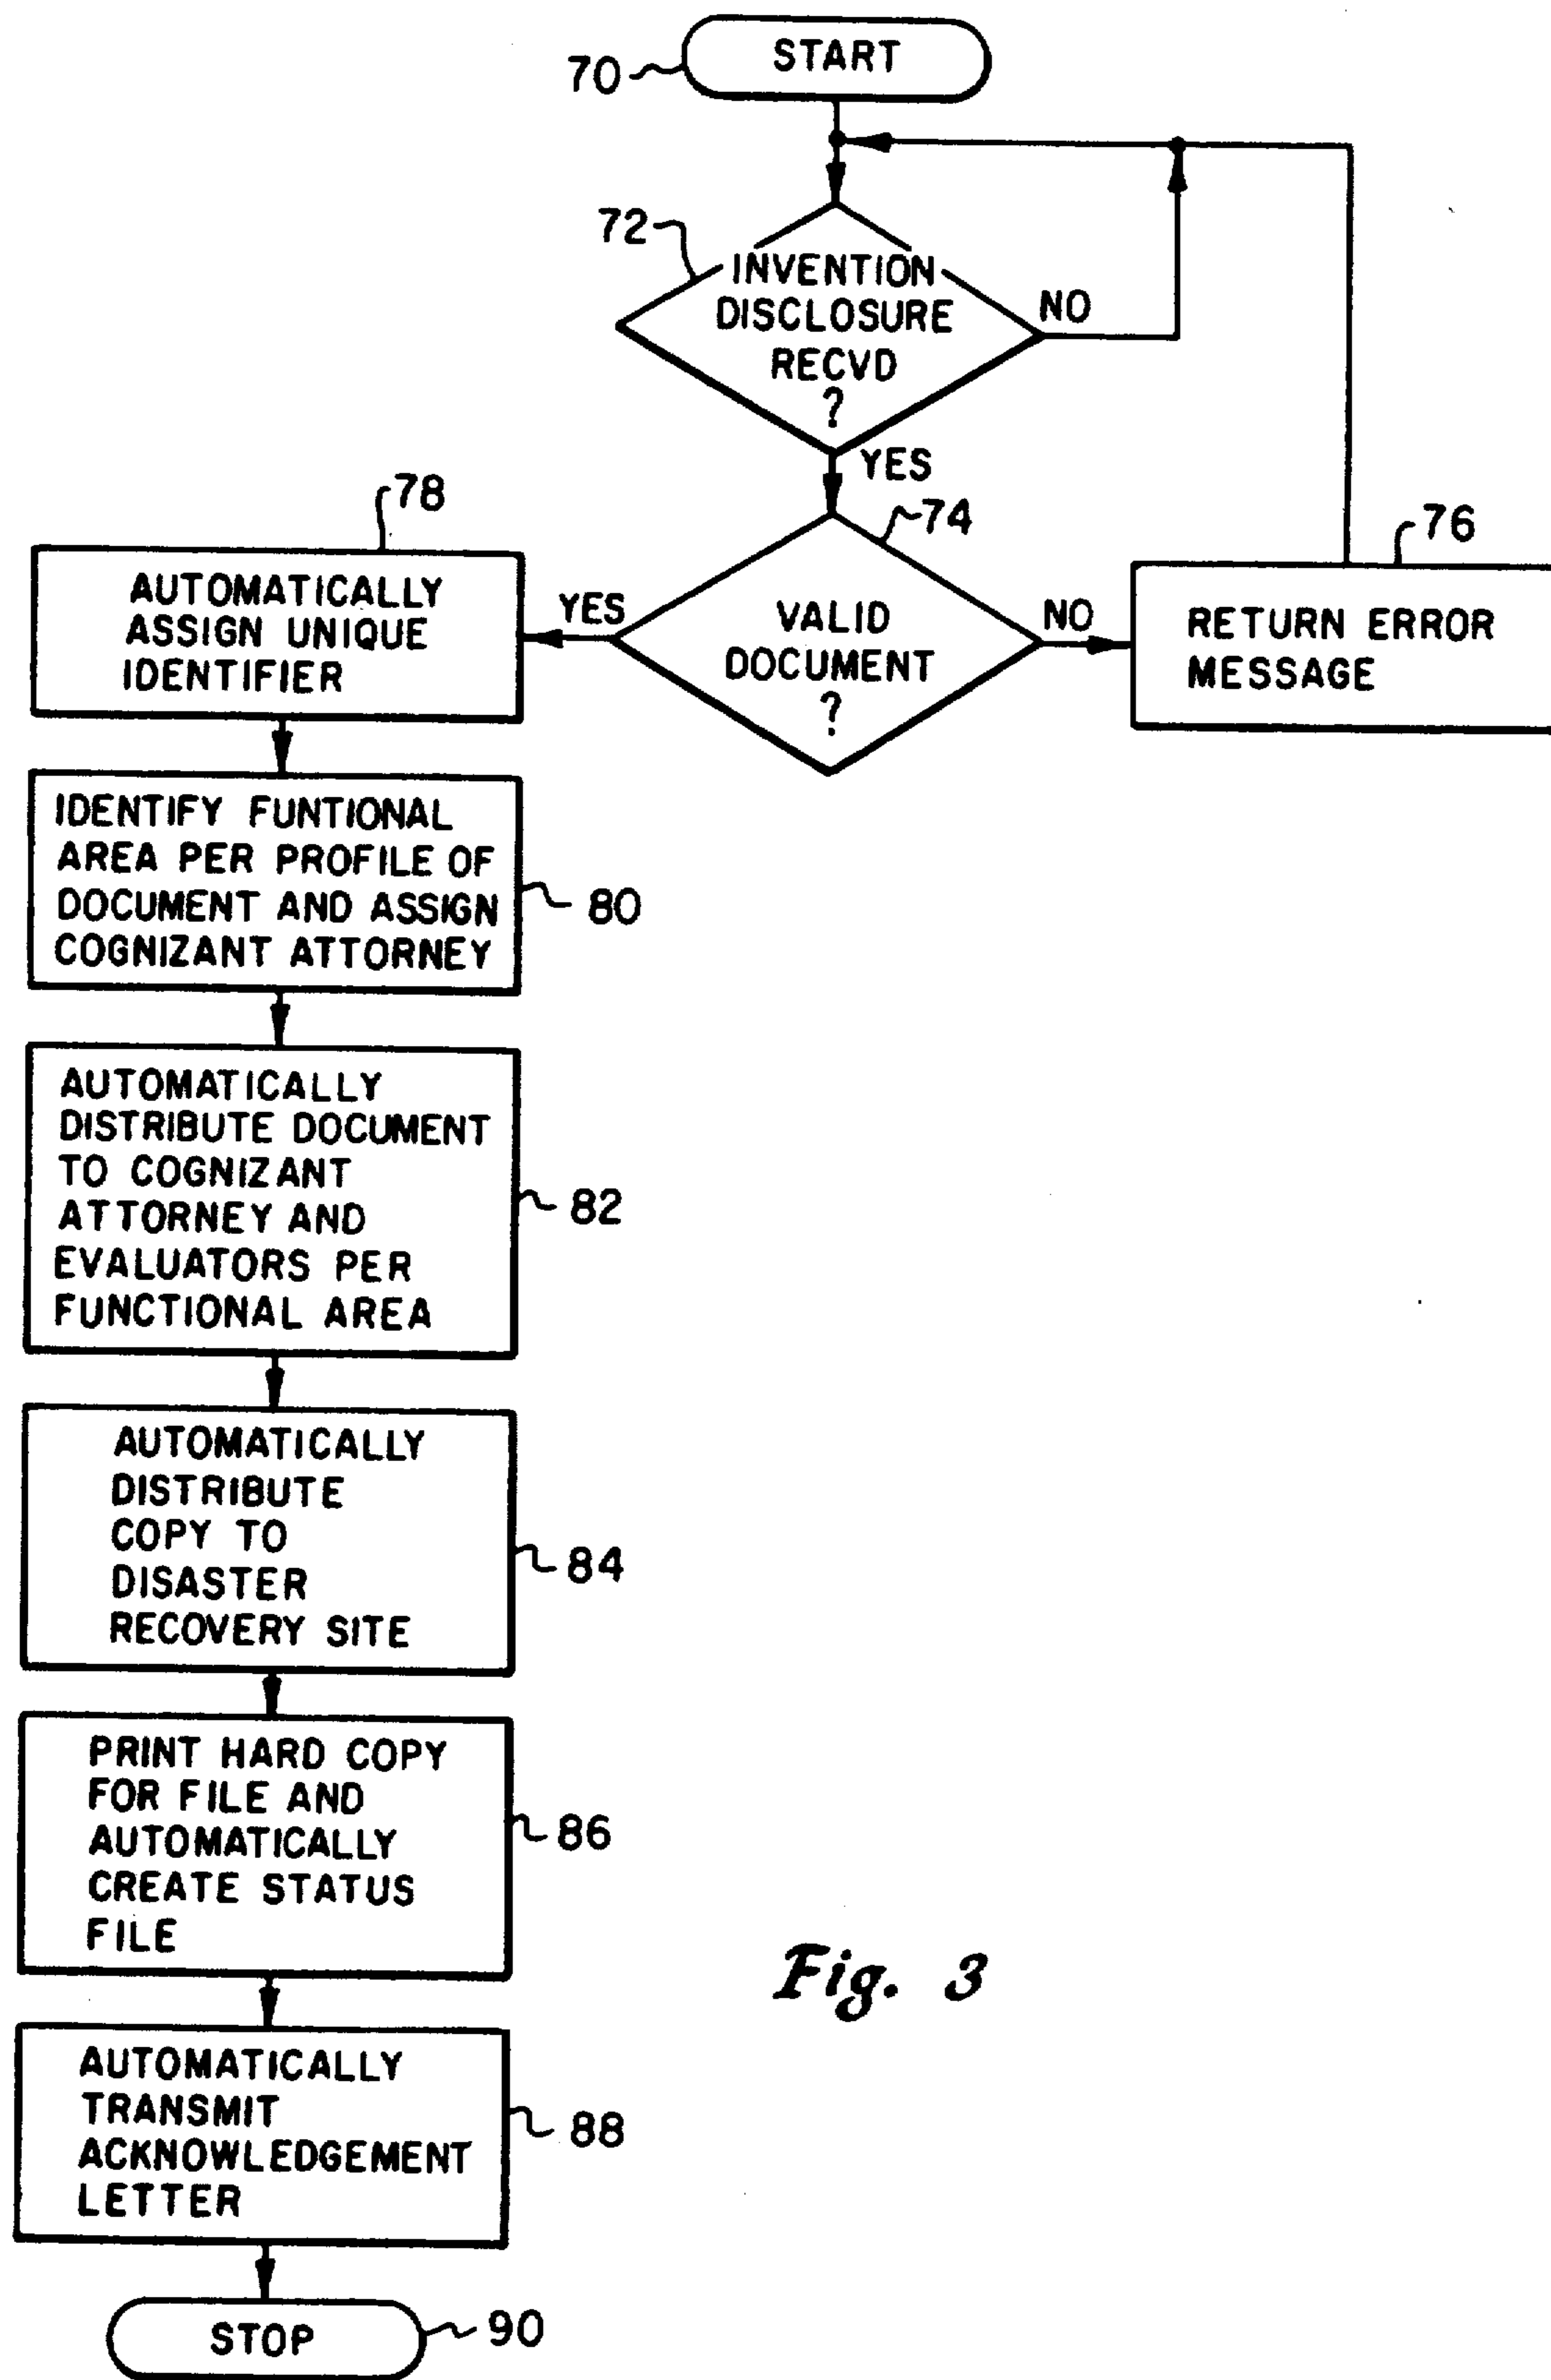 START
70
72
INVENTION
DISCLOSURE
RECVD
?
NO
YES
74
VALID
DOCUMENT
?
NO
76
RETURN ERROR
MESSAGE
YES
78
AUTOMATICALLY
ASSIGN UNIQUE
IDENTIFIER
IDENTIFY FUNTIONAL
AREA PER PROFILE OF
DOCUMENT AND ASSIGN
COGNIZANT ATTORNEY
80
AUTOMATICALLY
DISTRIBUTE DOCUMENT
TO COGNIZANT
ATTORNEY AND
EVALUATORS PER
FUNCTIONAL AREA
82
AUTOMATICALLY
DISTRIBUTE
COPY TO
DISASTER
RECOVERY SITE
84
PRINT HARD COPY
FOR FILE AND
AUTOMATICALLY
CREATE STATUS
FILE
86
AUTOMATICALLY
TRANSMIT
ACKNOWLEDGEMENT
LETTER
88
STOP
90
Fig. 3